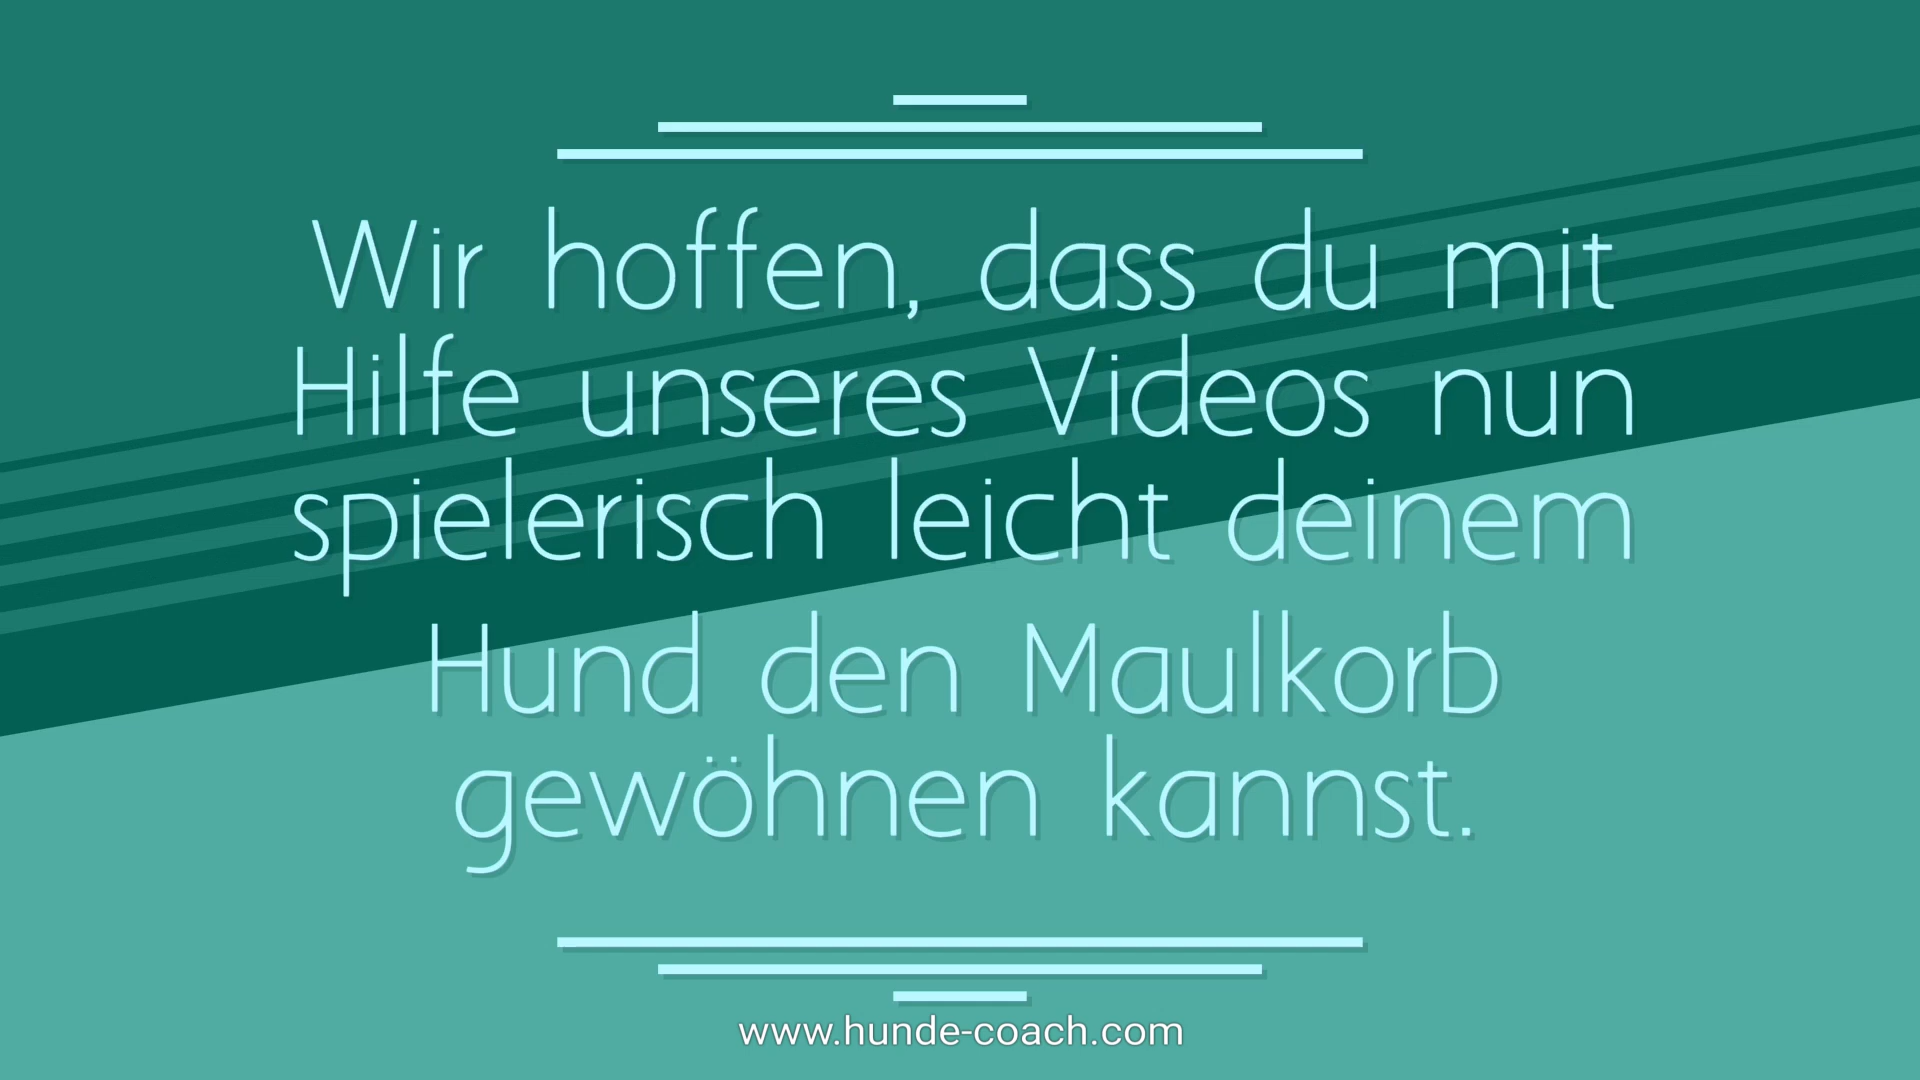 Wir hoffen, dass du mit
Hilfe unseres Videos nun
spielerisch leicht deinem
Hund den Maulkorb
gewöhnen kannst.
www.hunde-coach.com